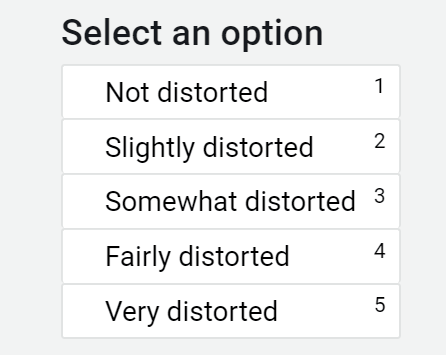 Select an option
Not distorted 1
Slightly distorted 2
Somewhat distorted 3
Fairly distorted 4
Very distorted 5